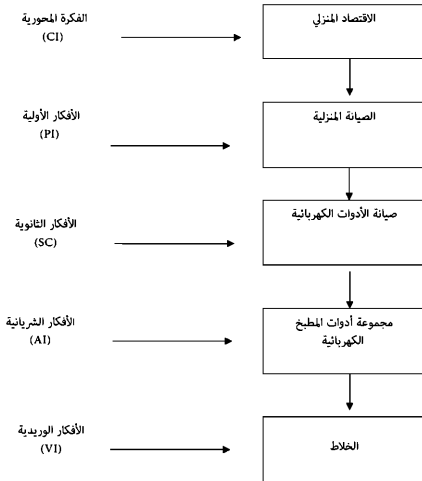 الفكرة المحورية
(CI)
الاقتصاد المنزلي
الأفكار الأولية
(PI)
الصيانة المنزلية
الأفكار الثانوية
(SC)
صيانة الأدوات الكهربائية
الأفكار الشريانية
(AI)
مجموعة أدوات المطبخ
الكهربائية
الأفكار الوريدية
(VI)
الخلاط